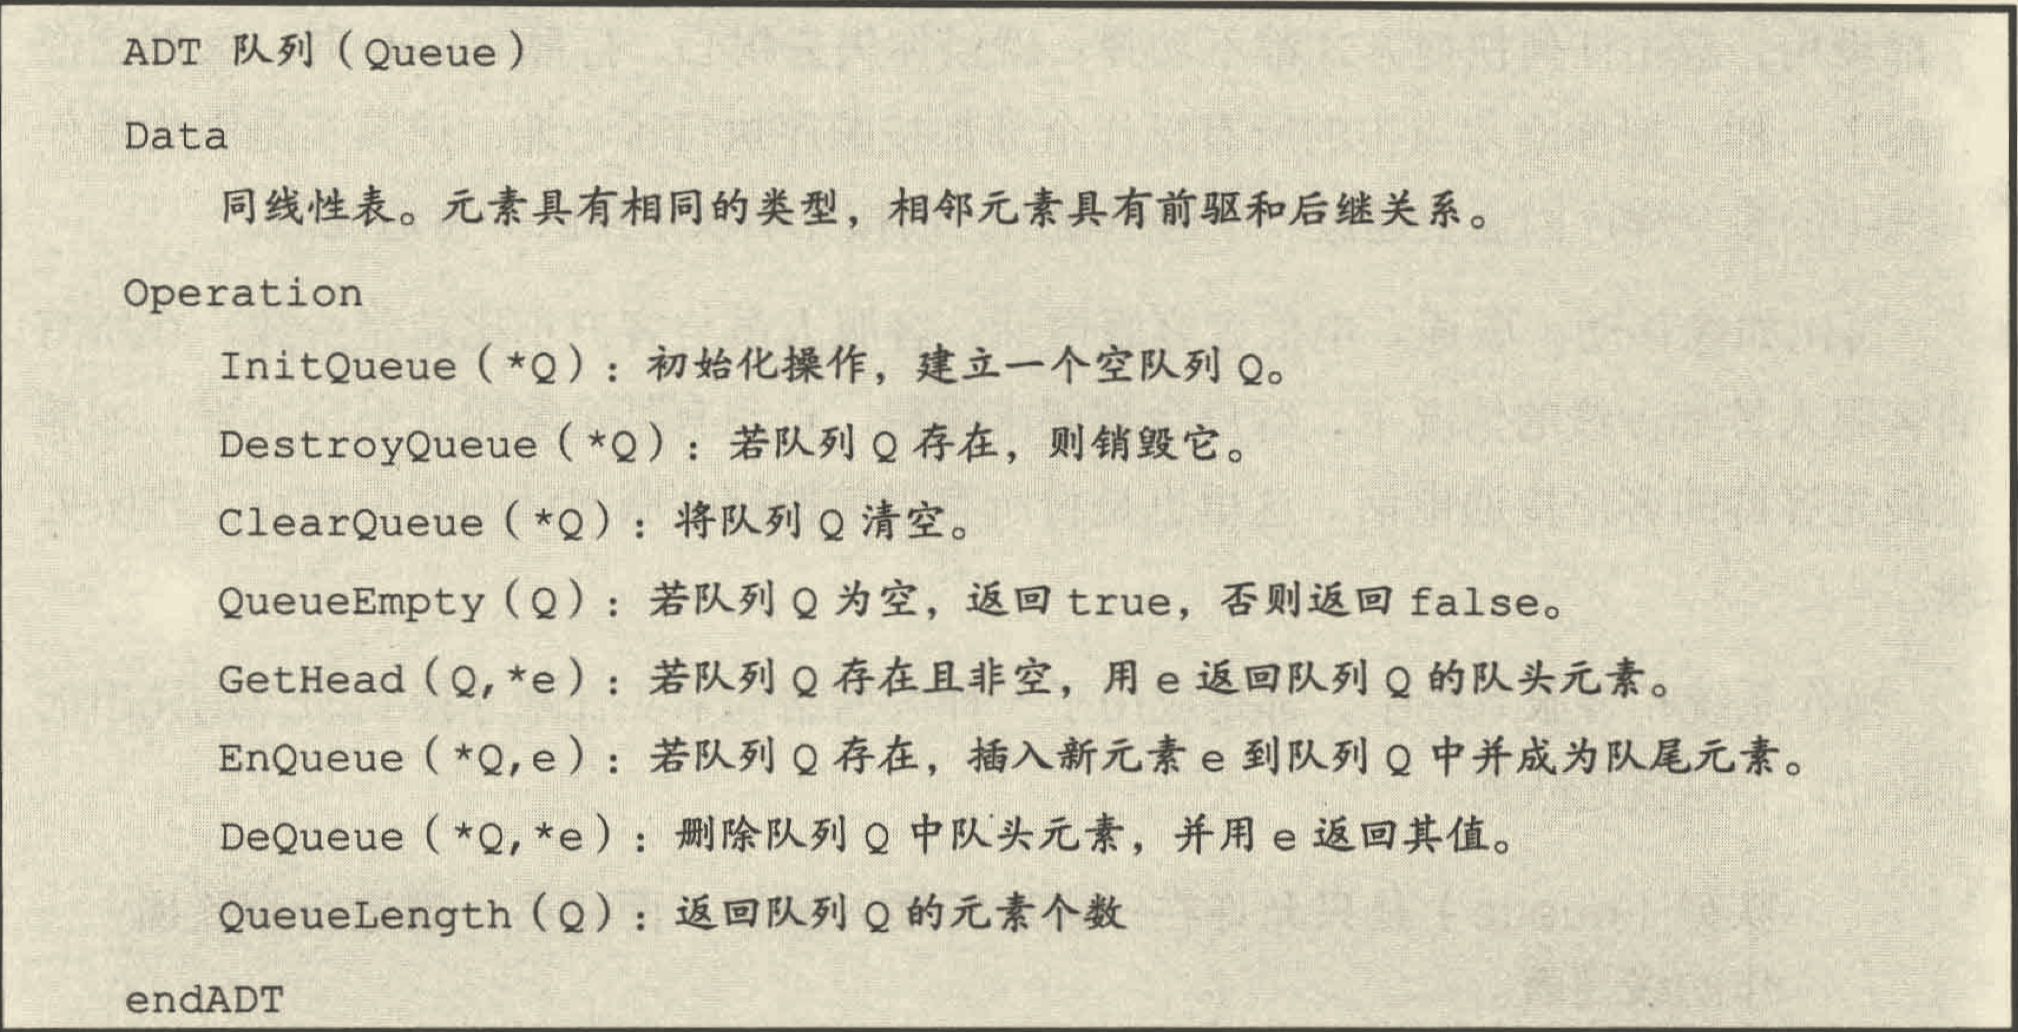 ADT 队列（Queue）
Data
同线性表。元素具有相同的类型，相邻元素具有前驱和后继关系。
Operation
InitQueue（*Q）：初始化操作，建立一个空队列 Q。
DestroyQueue（*Q）：若队列 Q 存在，则销毁它。
ClearQueue（*Q）：将队列 Q 清空。
QueueEmpty（Q）：若队列 Q 为空，返回 true，否则返回 false。
GetHead（Q,*e）：若队列 Q 存在且非空，用 e 返回队列 Q 的队头元素。
EnQueue（*Q,e）：若队列 Q 存在，插入新元素 e 到队列 Q 中并成为队尾元素。
DeQueue（*Q,*e）：删除队列 Q 中队头元素，并用 e 返回其值。
QueueLength（Q）：返回队列 Q 的元素个数
endADT